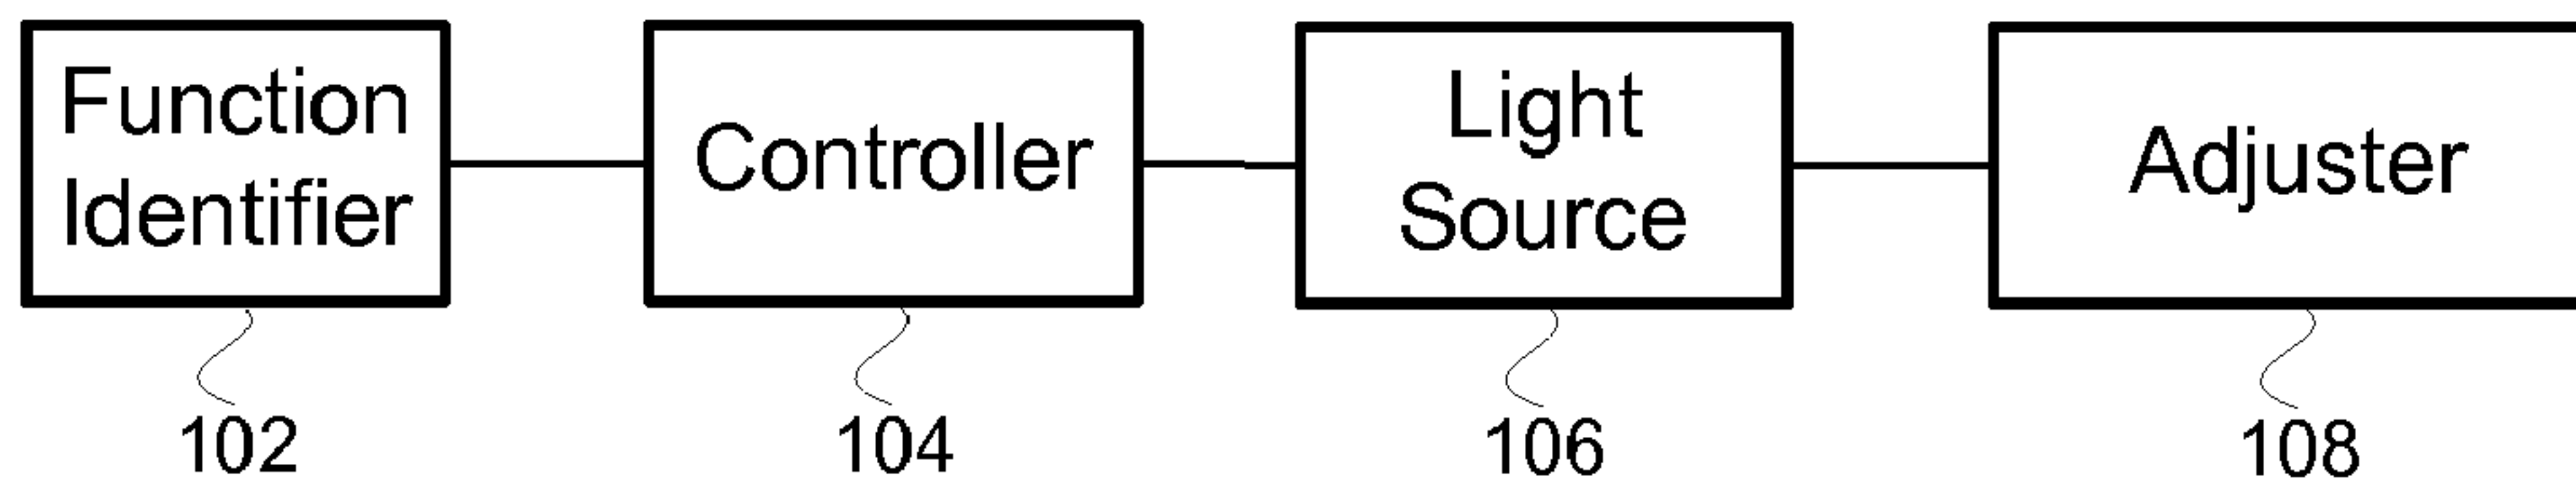 Function
Identifier
Controller
Light
Source
Adjuster
102
104
106
108